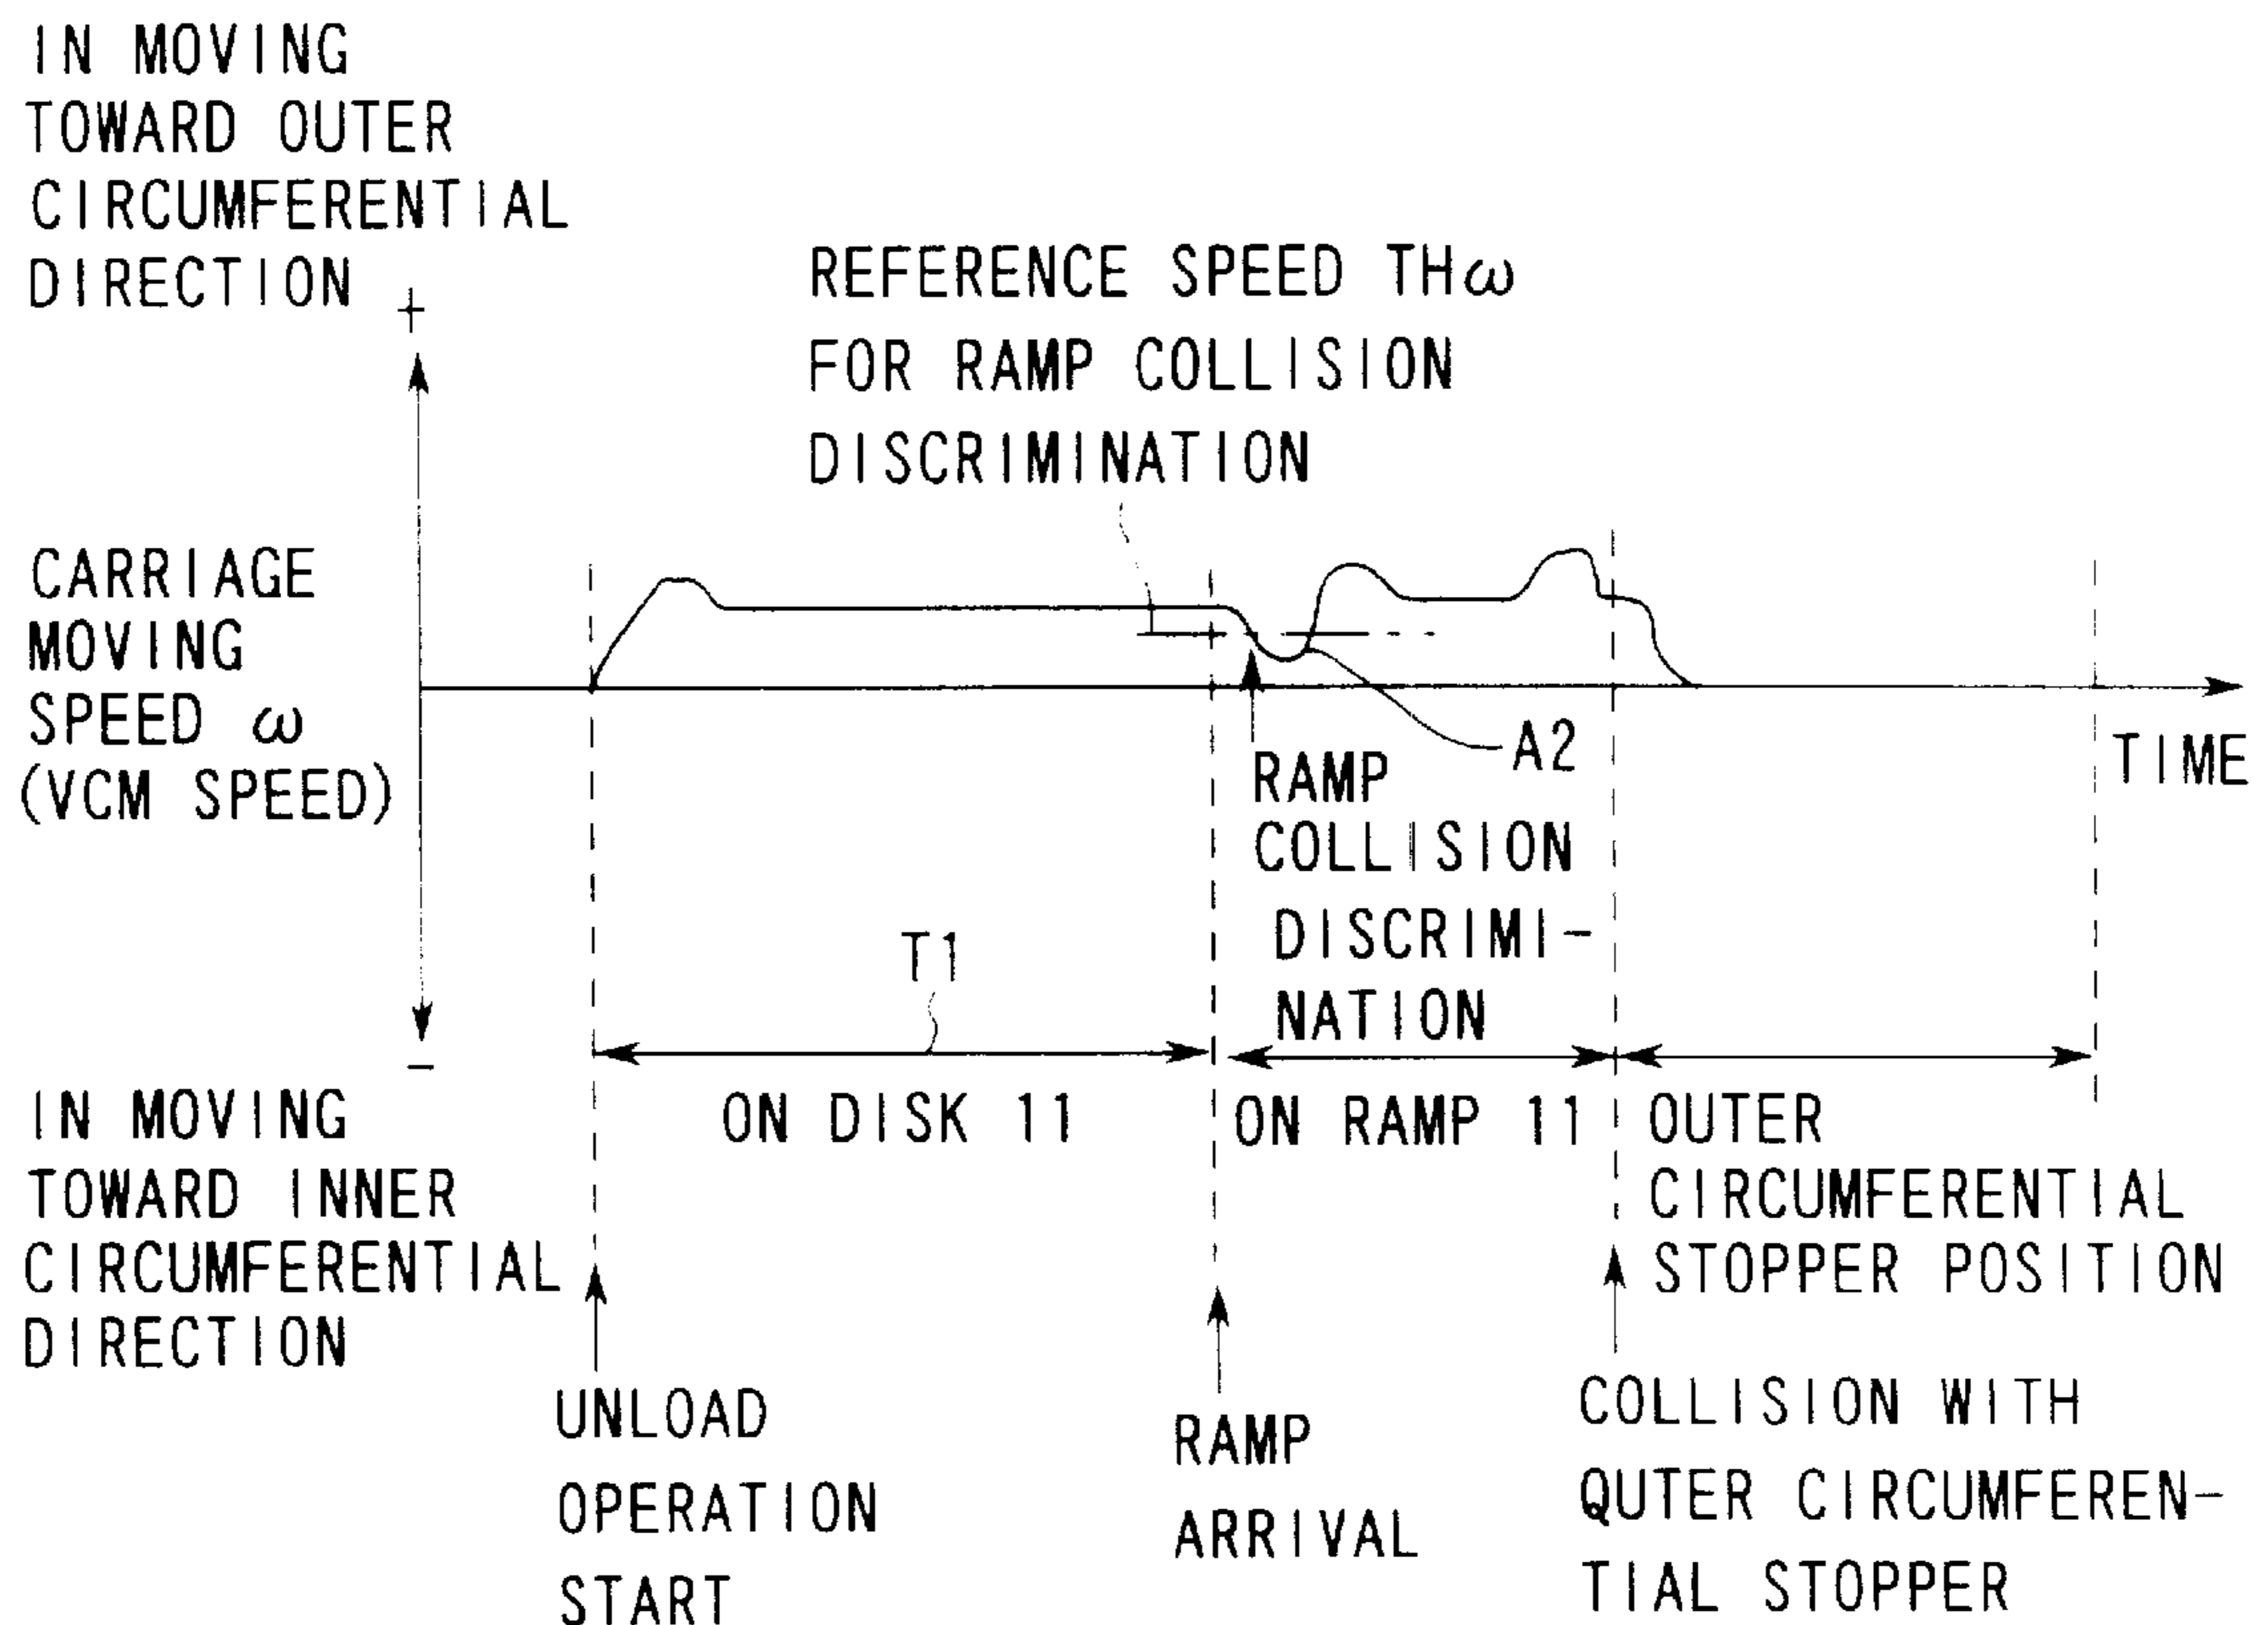 IN MOVING
TOWARD OUTER
CIRCUMFERENTIAL
DIRECTION
+
REFERENCE SPEED THω
FOR RAMP COLLISION
DISCRIMINATION
CARRIAGE
MOVING
SPEED ω
(VCM SPEED)
A2
TIME
RAMP
COLLISION
DISCRIMI-
NATION
T1
−
ON DISK 11
ON RAMP 11
OUTER
CIRCUMFERENTIAL
STOPPER POSITION
IN MOVING
TOWARD INNER
CIRCUMFERENTIAL
DIRECTION
UNLOAD
OPERATION
START
RAMP
ARRIVAL
COLLISION WITH
QUTER CIRCUMFEREN-
TIAL STOPPER